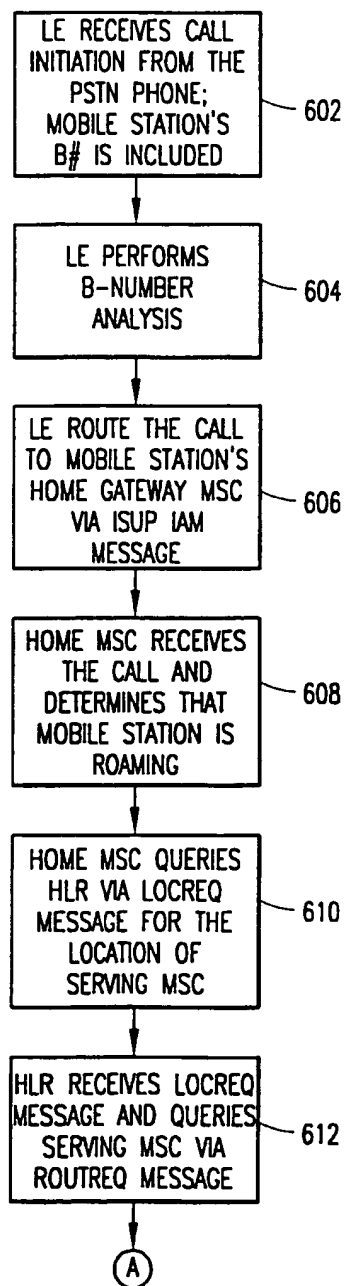 LE RECEIVES CALL
INITIATION FROM THE
PSTN PHONE;
MOBILE STATION'S
B# IS INCLUDED
602
LE PERFORMS
B-NUMBER
ANALYSIS
604
LE ROUTE THE CALL
TO MOBILE STATION'S
HOME GATEWAY MSC
VIA ISUP IAM
MESSAGE
606
HOME MSC RECEIVES
THE CALL AND
DETERMINES THAT
MOBILE STATION IS
ROAMING
608
HOME MSC QUERIES
HLR VIA LOCREQ
MESSAGE FOR THE
LOCATION OF
SERVING MSC
610
HLR RECEIVES LOCREQ
MESSAGE AND QUERIES
SERVING MSC VIA
ROUTREQ MESSAGE
612
A